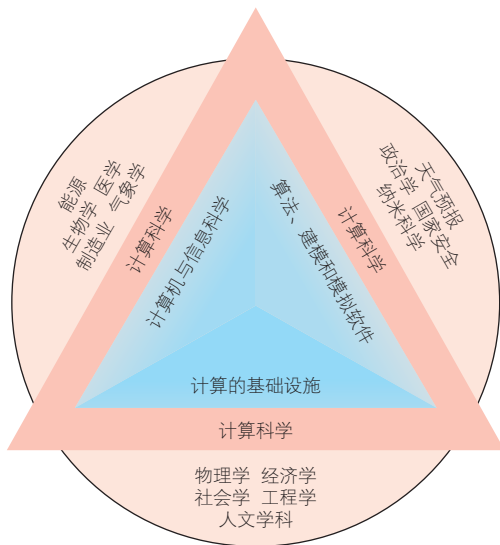 能源
生物学 医学
制造业 气象学
计算科学
计算机与信息科学
天气预报
政治学 国家安全
纳米科学
计算科学
算法、建模和模拟软件
计算的基础设施
计算科学
物理学 经济学
社会学 工程学
人文学科